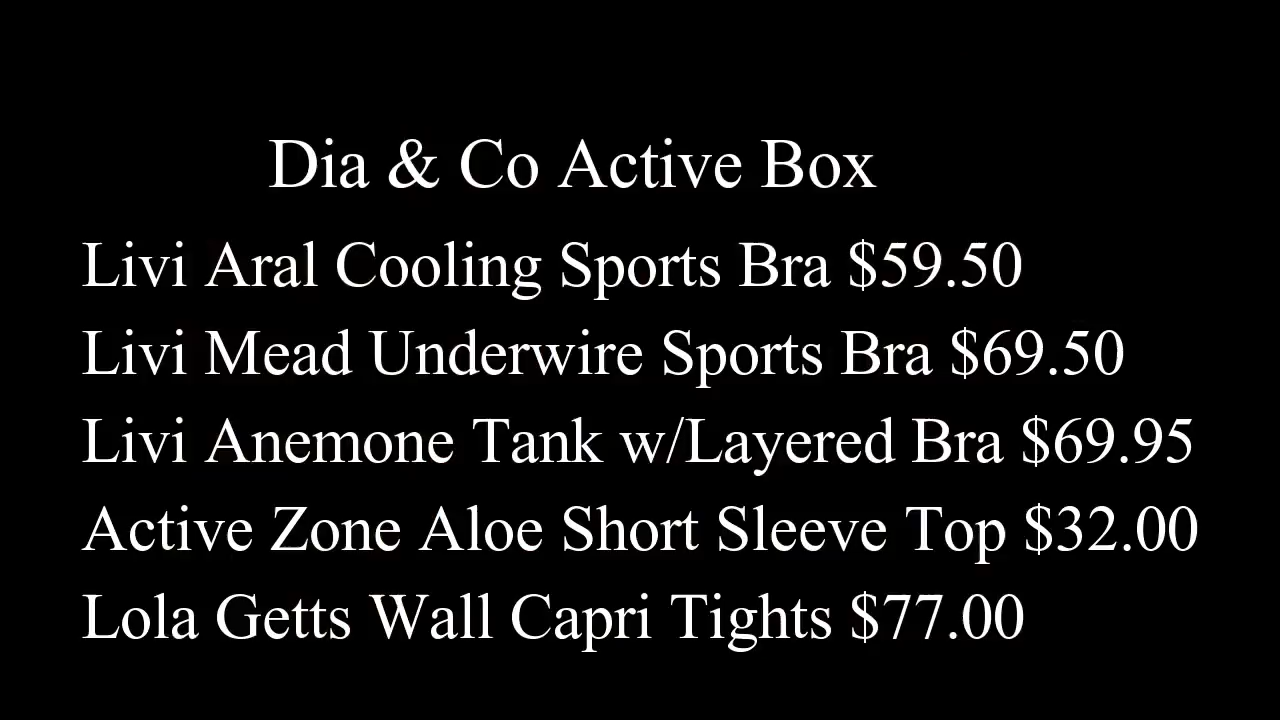 Dia & Co Active Box
Livi Aral Cooling Sports Bra $59.50
Livi Mead Underwire Sports Bra $69.50
Livi Anemone Tank w/Layered Bra $69.95
Active Zone Aloe Short Sleeve Top $32.00
Lola Getts Wall Capri Tights $77.00